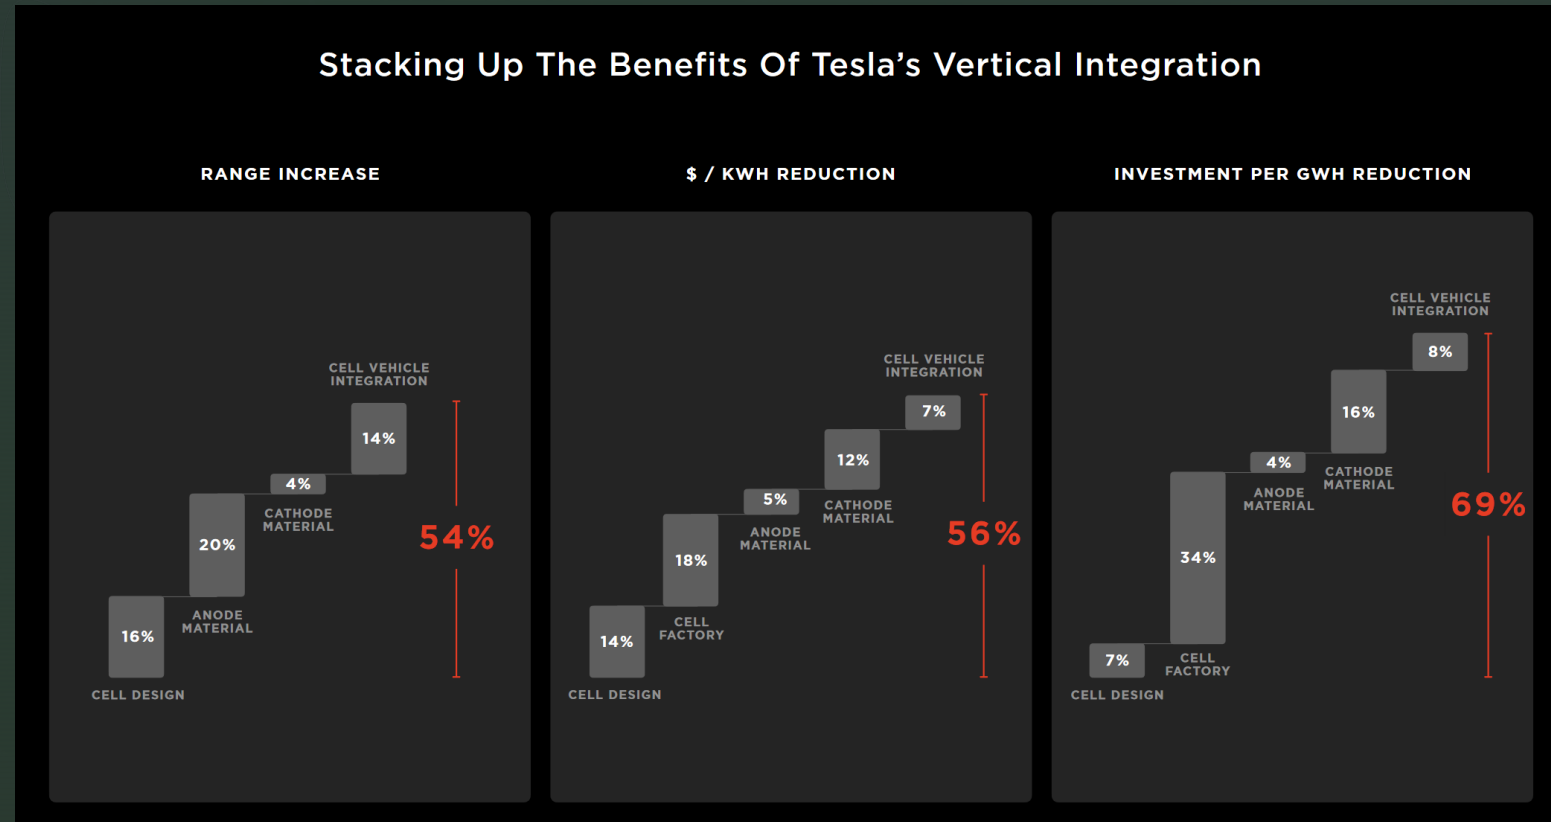 Stacking Up The Benefits Of Tesla’s Vertical Integration
RANGE INCREASE
CELL VEHICLE
INTEGRATION
14%
4%
CATHODE
MATERIAL
20%
ANODE
MATERIAL
16%
CELL DESIGN
54%
$ / KWH REDUCTION
CELL VEHICLE
INTEGRATION
7%
12%
CATHODE
MATERIAL
5%
ANODE
MATERIAL
18%
CELL
FACTORY
14%
CELL DESIGN
56%
INVESTMENT PER GWH REDUCTION
CELL VEHICLE
INTEGRATION
8%
16%
CATHODE
MATERIAL
4%
ANODE
MATERIAL
34%
CELL
FACTORY
7%
CELL DESIGN
69%